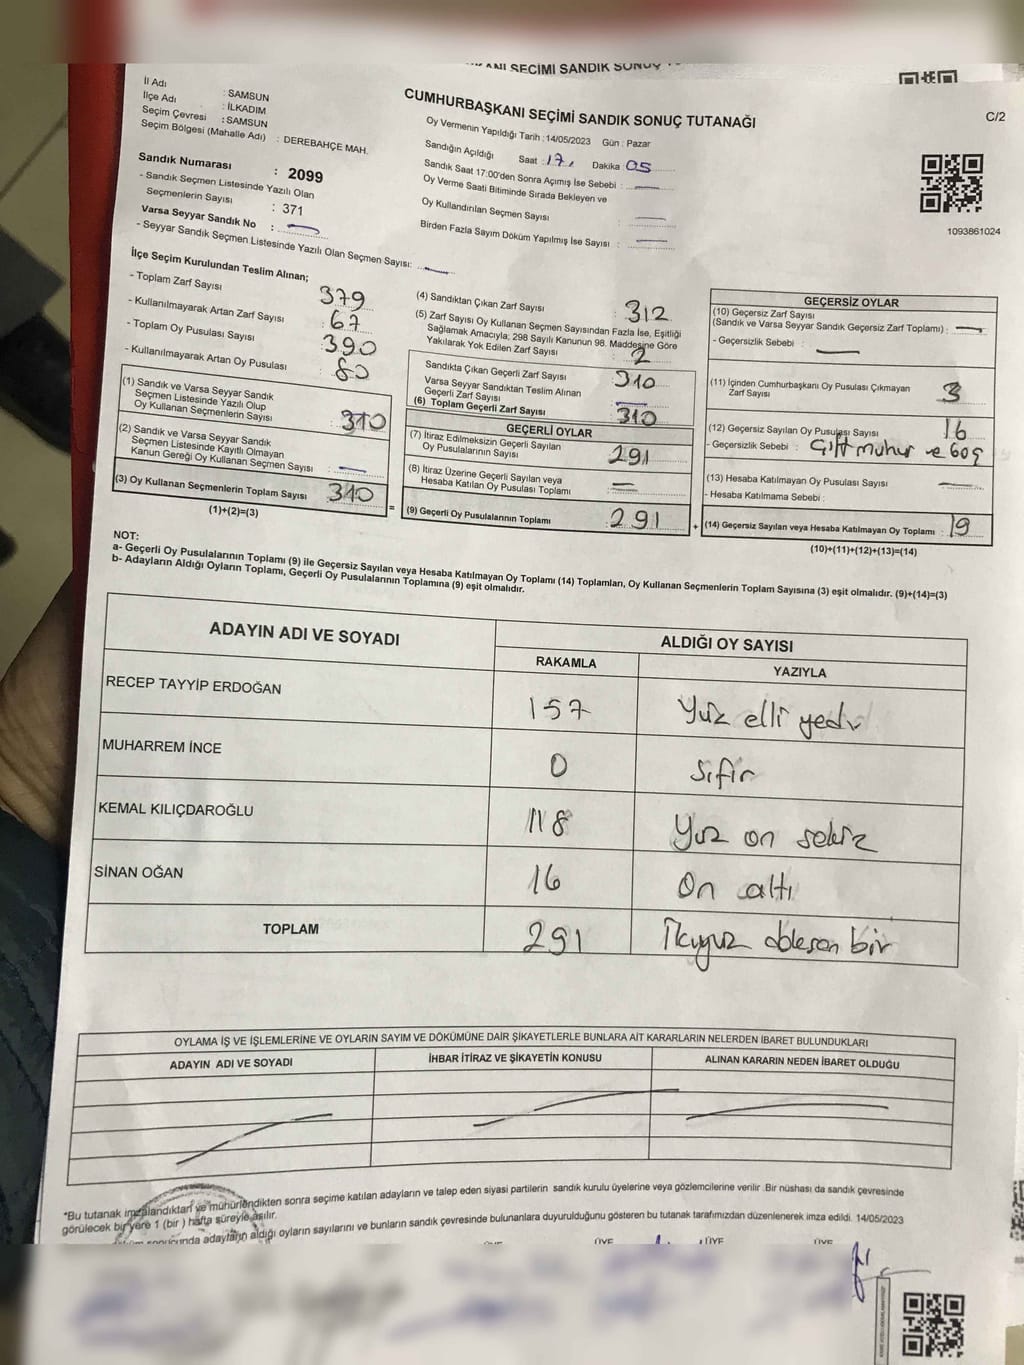 CUMHURBAŞKANI SEÇİMİ SANDIK SONUÇ TUTANAĞI
C/2
İl Adı : SAMSUN
İlçe Adı : İLKADIM
Seçim Çevresi : SAMSUN
Seçim Bölgesi (Mahalle Adı) : DEREBAHÇE MAH.
Sandık Numarası : 2099
- Sandık Seçmen Listesinde Yazılı Olan
Seçmenlerin Sayısı : 371
Varsa Seyyar Sandık No : —
- Seyyar Sandık Seçmen Listesinde Yazılı Olan Seçmen Sayısı: —
Oy Vermenin Yapıldığı Tarih : 14/05/2023 Gün : Pazar
Sandığın Açıldığı Saat : 17 Dakika 05
Sandık Saat 17:00'den Sonra Açımış İse Sebebi : —
Oy Verme Saati Bitiminde Sırada Bekleyen ve
Oy Kullandırılan Seçmen Sayısı : —
Birden Fazla Sayım Döküm Yapılmış İse Sayısı : —
1093861024
İlçe Seçim Kurulundan Teslim Alınan;
- Toplam Zarf Sayısı : 379
- Kullanılmayarak Artan Zarf Sayısı : 67
- Toplam Oy Pusulası Sayısı : 390
- Kullanılmayarak Artan Oy Pusulası : 80
(1) Sandık ve Varsa Seyyar Sandık
Seçmen Listesinde Yazılı Olup
Oy Kullanan Seçmenlerin Sayısı : 310
(2) Sandık ve Varsa Seyyar Sandık
Seçmen Listesinde Kayıtlı Olmayan
Kanun Gereği Oy Kullanan Seçmen Sayısı : —
(3) Oy Kullanan Seçmenlerin Toplam Sayısı : 310
(1)+(2)=(3)
=
(4) Sandıktan Çıkan Zarf Sayısı : 312
(5) Zarf Sayısı Oy Kullanan Seçmen Sayısından Fazla İse, Eşitliği
Sağlamak Amacıyla; 298 Sayılı Kanunun 98. Maddesine Göre
Yakılarak Yok Edilen Zarf Sayısı : 2
Sandıkta Çıkan Geçerli Zarf Sayısı : 310
Varsa Seyyar Sandıktan Teslim Alınan
Geçerli Zarf Sayısı : —
(6) Toplam Geçerli Zarf Sayısı : 310
GEÇERLİ OYLAR
(7) İtiraz Edilmeksizin Geçerli Sayılan
Oy Pusulalarının Sayısı : 291
(8) İtiraz Üzerine Geçerli Sayılan veya
Hesaba Katılan Oy Pusulası Toplamı : —
(9) Geçerli Oy Pusulalarının Toplamı : 291
+
GEÇERSİZ OYLAR
(10) Geçersiz Zarf Sayısı
(Sandık ve Varsa Seyyar Sandık Geçersiz Zarf Toplamı) : —
- Geçersizlik Sebebi : —
(11) İçinden Cumhurbaşkanı Oy Pusulası Çıkmayan
Zarf Sayısı : 3
(12) Geçersiz Sayılan Oy Pusulası Sayısı : 16
- Geçersizlik Sebebi : Çift mühür ve boş
(13) Hesaba Katılmayan Oy Pusulası Sayısı : —
- Hesaba Katılmama Sebebi :
(14) Geçersiz Sayılan veya Hesaba Katılmayan Oy Toplamı : 19
(10)+(11)+(12)+(13)=(14)
NOT:
a- Geçerli Oy Pusulalarının Toplamı (9) ile Geçersiz Sayılan veya Hesaba Katılmayan Oy Toplamı (14) Toplamları, Oy Kullanan Seçmenlerin Toplam Sayısına (3) eşit olmalıdır. (9)+(14)=(3)
b- Adayların Aldığı Oyların Toplamı, Geçerli Oy Pusulalarının Toplamına (9) eşit olmalıdır.
ADAYIN ADI VE SOYADI
ALDIĞI OY SAYISI
RAKAMLA YAZIYLA
RECEP TAYYİP ERDOĞAN 157 Yüz elli yedi
MUHARREM İNCE 0 Sıfır
KEMAL KILIÇDAROĞLU 118 Yüz on sekiz
SİNAN OĞAN 16 On altı
TOPLAM 291 İkiyüz doksan bir
OYLAMA İŞ VE İŞLEMLERİNE VE OYLARIN SAYIM VE DÖKÜMÜNE DAİR ŞİKAYETLERLE BUNLARA AİT KARARLARIN NELERDEN İBARET BULUNDUKLARI
ADAYIN ADI VE SOYADI İHBAR İTİRAZ VE ŞİKAYETİN KONUSU ALINAN KARARIN NEDEN İBARET OLDUĞU
*Bu tutanak imzalandıktan ve mühürlendikten sonra seçime katılan adayların ve talep eden siyasi partilerin sandık kurulu üyelerine veya gözlemcilerine verilir .Bir nüshası da sandık çevresinde
görülecek bir yere 1 (bir ) hafta süreyle asılır.
adayların aldığı oyların sayılarını ve bunların sandık çevresinde bulunanlara duyurulduğunu gösteren bu tutanak tarafımızdan düzenlenerek imza edildi. 14/05/2023
ÜYE ÜYE ÜYE